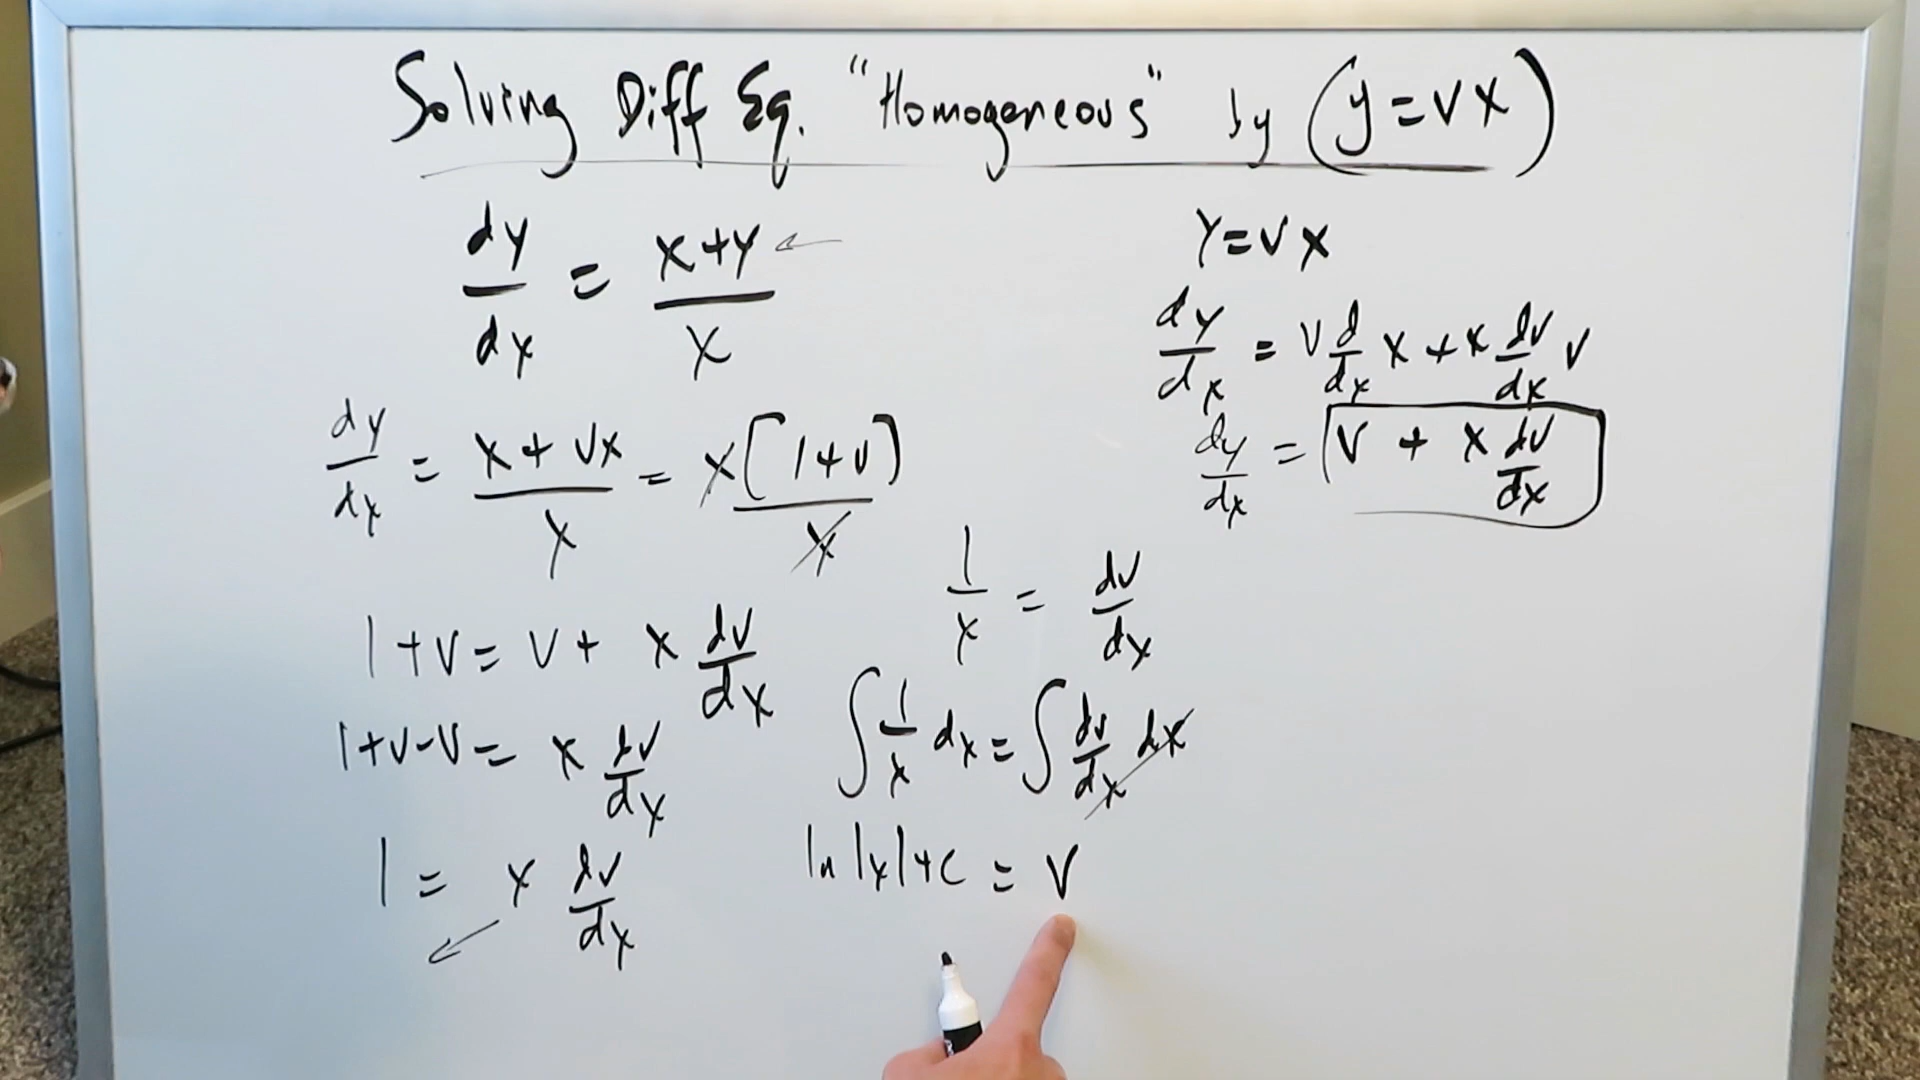 Solving Diff Eq. "Homogeneous" by (y=vx)
dy/dx = x+y/x
dy/dx = x+vx/x = x[1+v]/x
1+v = v + x dv/dx
1+v-v = x dv/dx
1 = x dv/dx
1/x = dv/dx
∫ 1/x dx = ∫ dv/dx dx
ln|x|+c = v
y=vx
dy/dx = v d/dx x + x dv/dx v
dy/dx = v + x dv/dx